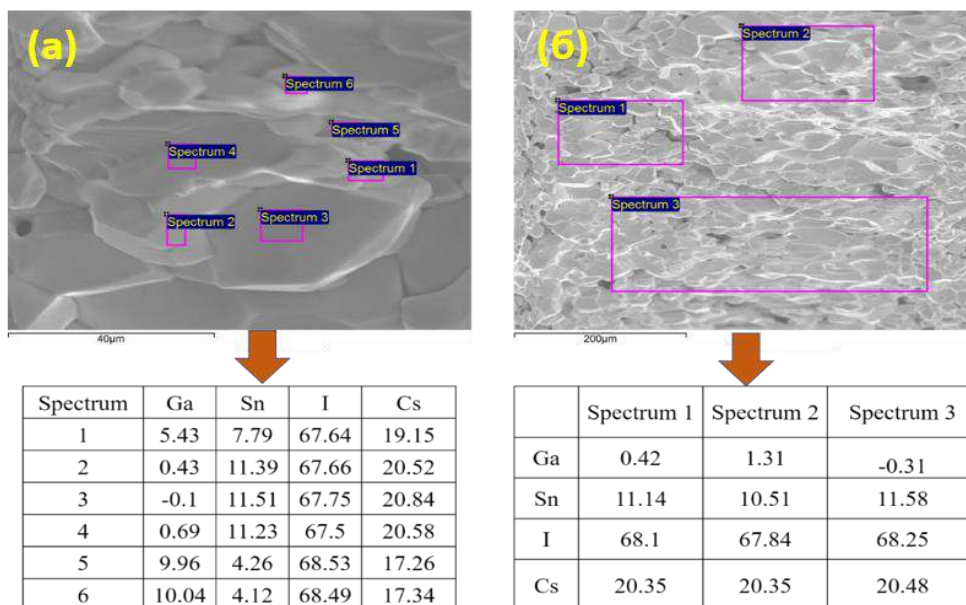 (а)
Spectrum 6
Spectrum 5
Spectrum 4
Spectrum 1
Spectrum 2
Spectrum 3
40µm
(б)
Spectrum 2
Spectrum 1
Spectrum 3
200µm
Spectrum Ga Sn I Cs
1 5.43 7.79 67.64 19.15
2 0.43 11.39 67.66 20.52
3 -0.1 11.51 67.75 20.84
4 0.69 11.23 67.5 20.58
5 9.96 4.26 68.53 17.26
6 10.04 4.12 68.49 17.34
Spectrum 1 Spectrum 2 Spectrum 3
Ga 0.42 1.31 -0.31
Sn 11.14 10.51 11.58
I 68.1 67.84 68.25
Cs 20.35 20.35 20.48